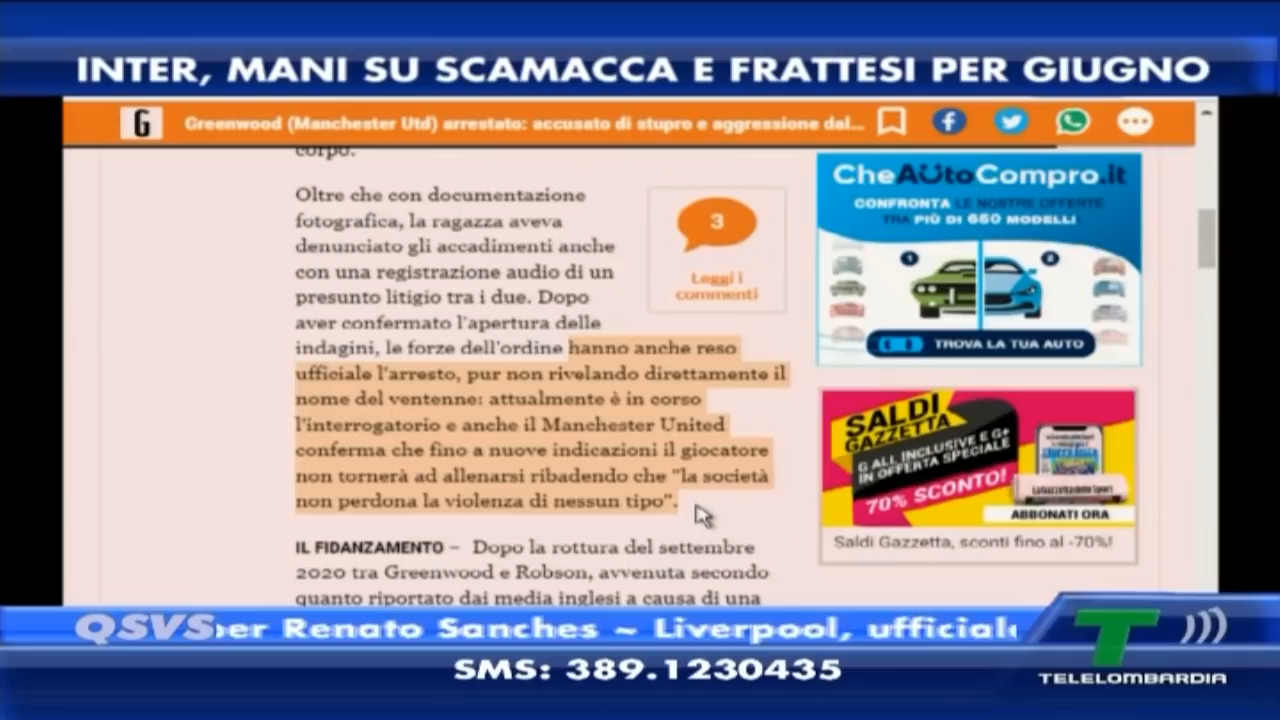 INTER, MANI SU SCAMACCA E FRATTESI PER GIUGNO
G
Greenwood (Manchester Utd) arrestato: accusato di stupro e aggressione dal...
corpo.
Oltre che con documentazione
fotografica, la ragazza aveva
denunciato gli accadimenti anche
con una registrazione audio di un
presunto litigio tra i due. Dopo
aver confermato l'apertura delle
indagini, le forze dell'ordine hanno anche reso
ufficiale l'arresto, pur non rivelando direttamente il
nome del ventenne: attualmente è in corso
l'interrogatorio e anche il Manchester United
conferma che fino a nuove indicazioni il giocatore
non tornerà ad allenarsi ribadendo che "la società
non perdona la violenza di nessun tipo".
IL FIDANZAMENTO – Dopo la rottura del settembre
2020 tra Greenwood e Robson, avvenuta secondo
quanto riportato dai media inglesi a causa di una
3
Leggi i
commenti
CheAutoCompro.it
CONFRONTA LE NOSTRE OFFERTE
TRA PIÙ DI 650 MODELLI
1
2
TROVA LA TUA AUTO
SALDI
GAZZETTA
G ALL INCLUSIVE E G+
IN OFFERTA SPECIALE
70% SCONTO!
La Gazzetta dello Sport
ABBONATI ORA
Saldi Gazzetta, sconti fino al -70%!
QSVS
per Renato Sanches ~ Liverpool, ufficiale
SMS: 389.1230435
T
TELELOMBARDIA